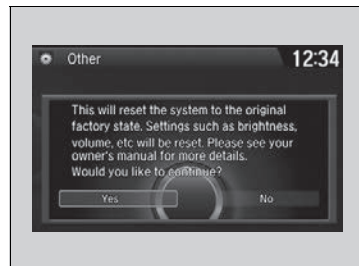 Other
12:34
This will reset the system to the original
factory state. Settings such as brightness,
volume, etc will be reset. Please see your
owner's manual for more details.
Would you like to continue?
Yes
No